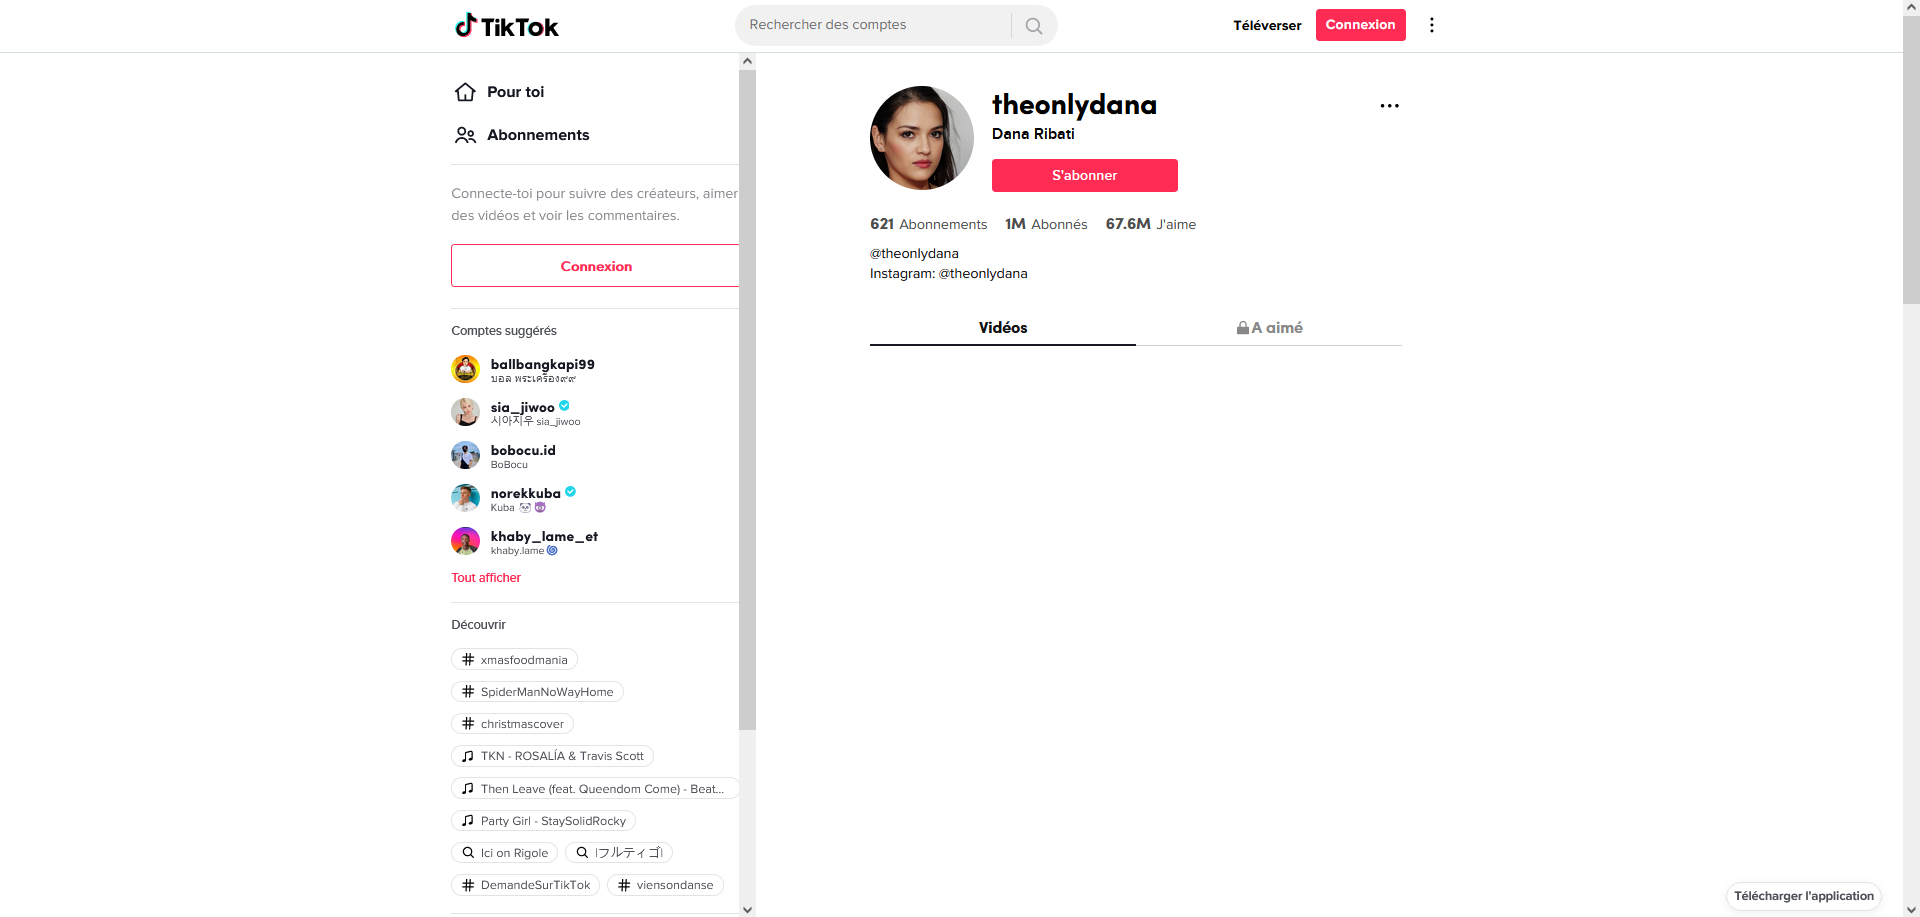 TikTok
Rechercher des comptes
Téléverser
Connexion
Pour toi
Abonnements
Connecte-toi pour suivre des créateurs, aimer
des vidéos et voir les commentaires.
Connexion
Comptes suggérés
ballbangkapi99
บอล พระเครื่อง๙๙
sia_jiwoo
시아지우 sia_jiwoo
bobocu.id
BoBocu
norekkuba
Kuba 🐼😈
khaby_lame_et
khaby.lame🌀
Tout afficher
Découvrir
# xmasfoodmania
# SpiderManNoWayHome
# christmascover
TKN - ROSALÍA & Travis Scott
Then Leave (feat. Queendom Come) - Beat...
Party Girl - StaySolidRocky
Ici on Rigole
|フルティゴ|
# DemandeSurTikTok
# viensondanse
theonlydana
Dana Ribati
S'abonner
621 Abonnements 1M Abonnés 67.6M J'aime
@theonlydana
Instagram: @theonlydana
Vidéos
A aimé
Télécharger l'application